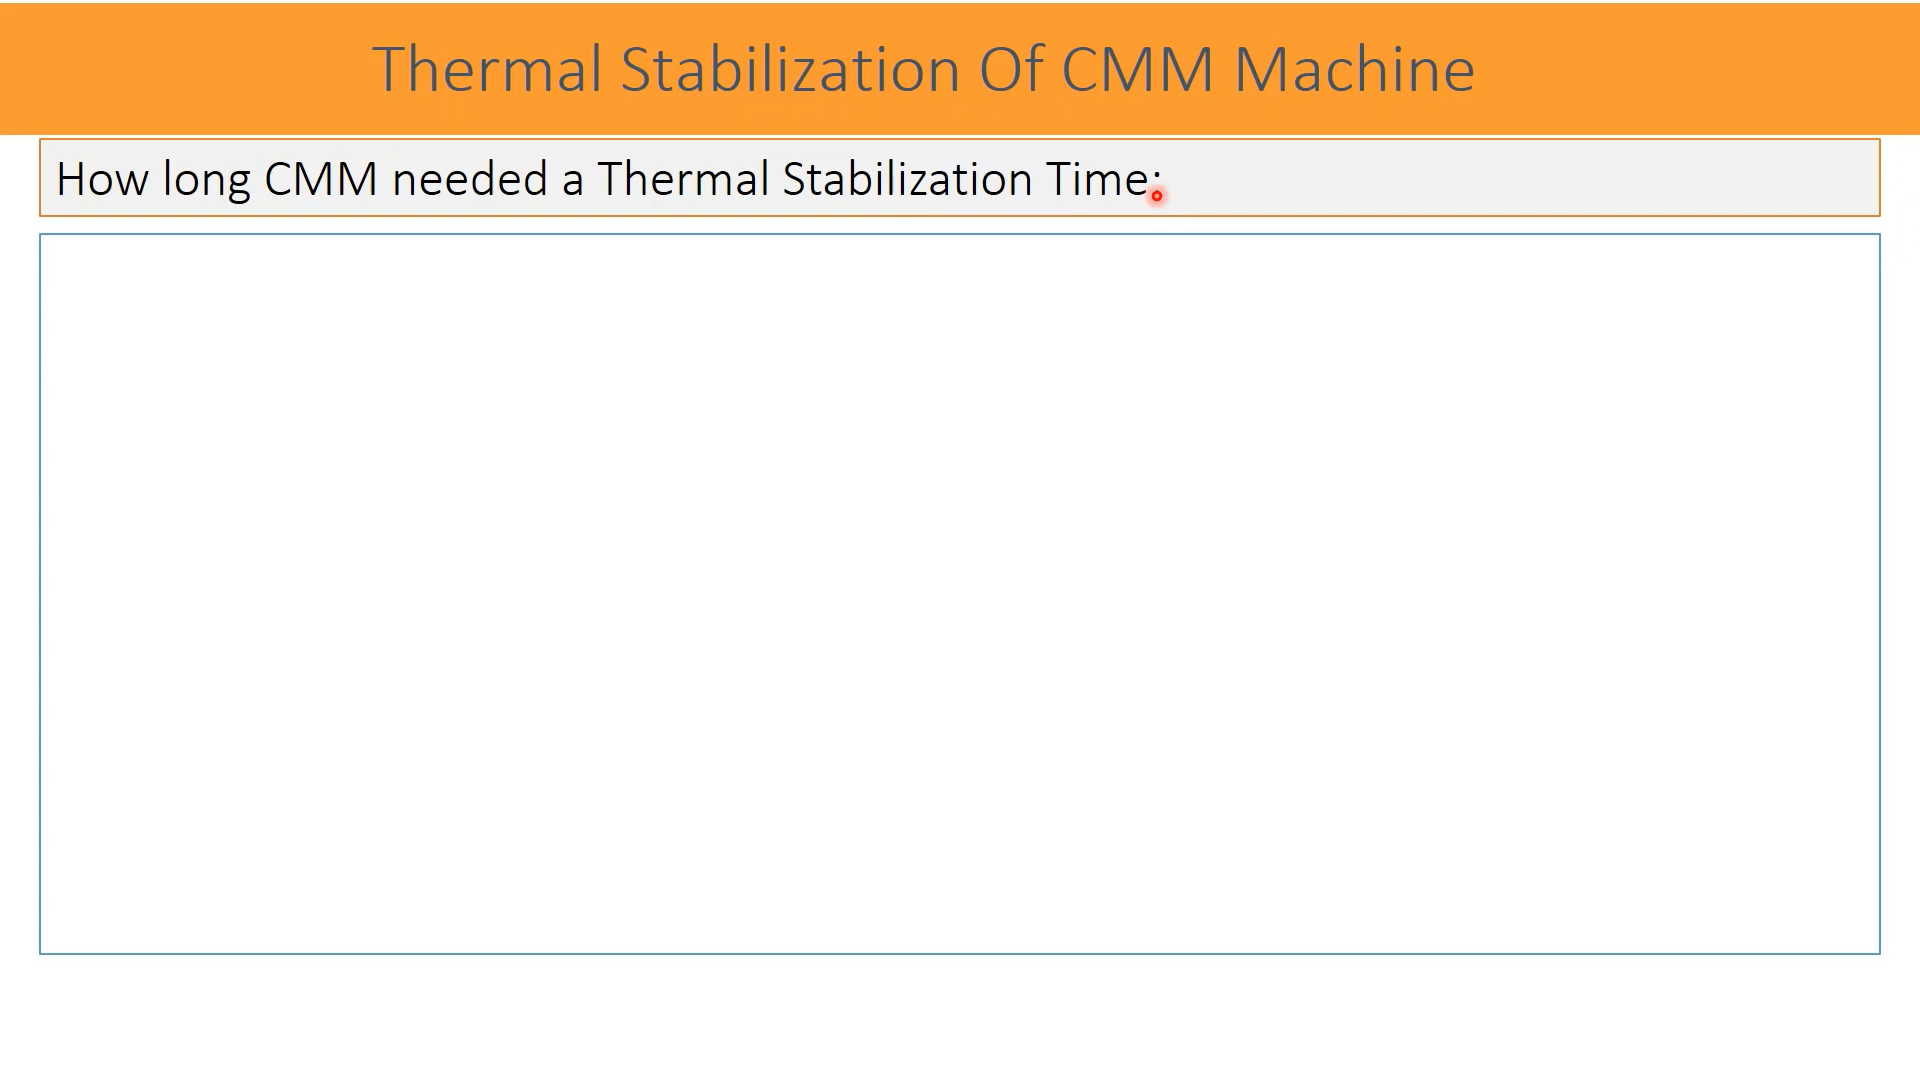 Thermal Stabilization Of CMM Machine
How long CMM needed a Thermal Stabilization Time: